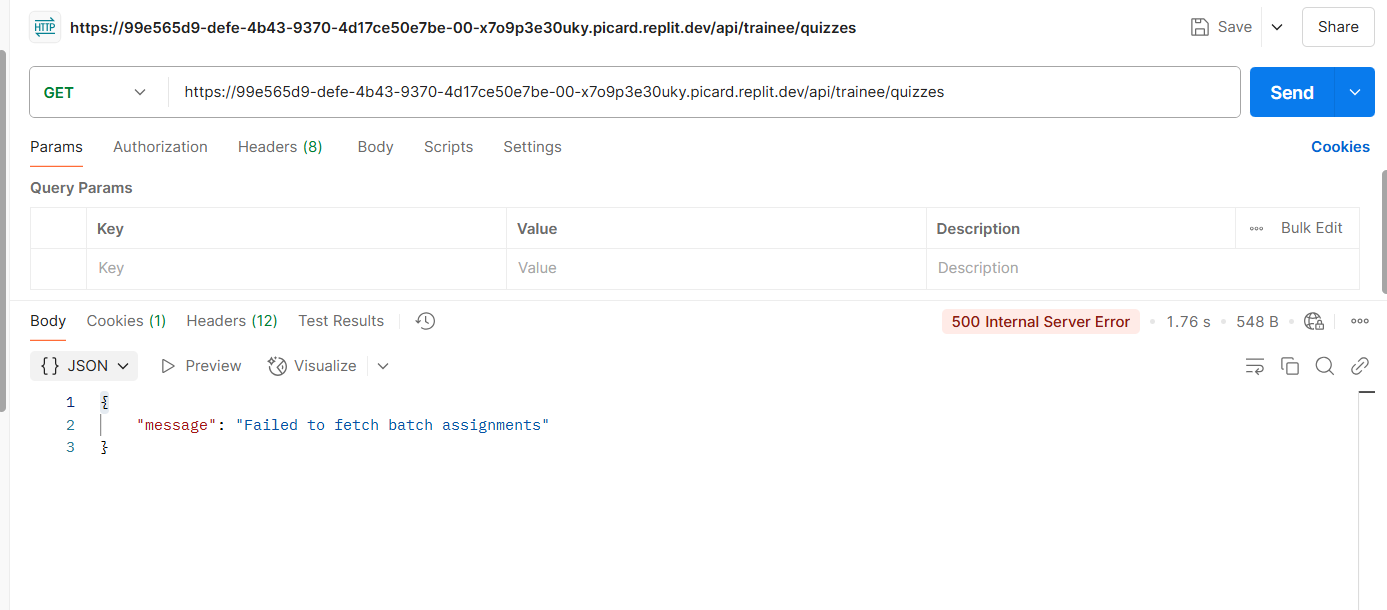 HTTP https://99e565d9-defe-4b43-9370-4d17ce50e7be-00-x7o9p3e30uky.picard.replit.dev/api/trainee/quizzes Save Share
GET https://99e565d9-defe-4b43-9370-4d17ce50e7be-00-x7o9p3e30uky.picard.replit.dev/api/trainee/quizzes Send
Params Authorization Headers (8) Body Scripts Settings Cookies
Query Params
Key Value Description Bulk Edit
Key Value Description
Body Cookies (1) Headers (12) Test Results 500 Internal Server Error 1.76 s 548 B
{} JSON Preview Visualize
1 {
2 "message": "Failed to fetch batch assignments"
3 }